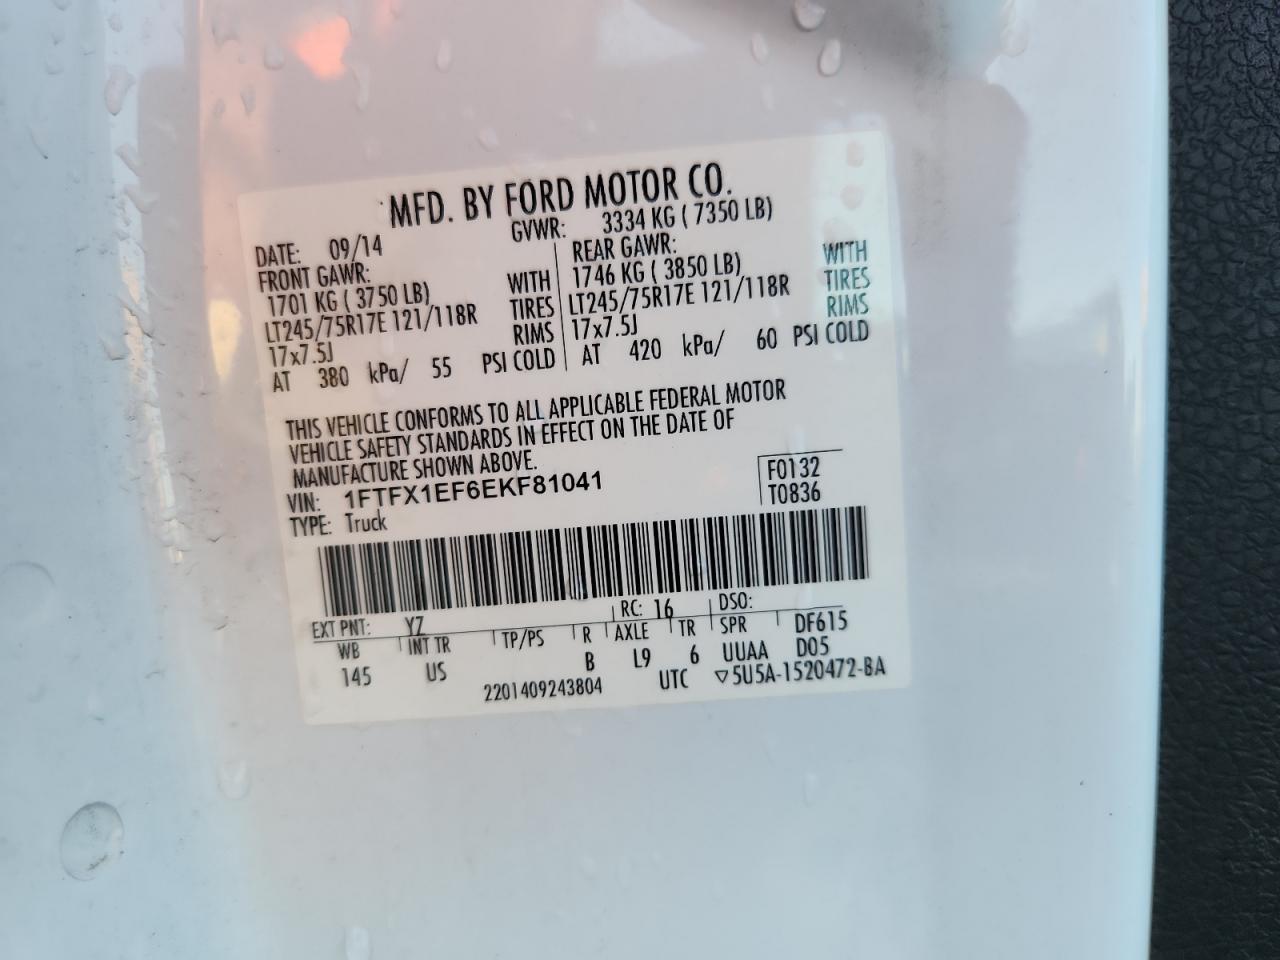 MFD. BY FORD MOTOR CO.
DATE: 09/14 GVWR: 3334 KG ( 7350 LB)
FRONT GAWR: REAR GAWR:
1701 KG ( 3750 LB) WITH 1746 KG ( 3850 LB) WITH
LT245/75R17E 121/118R TIRES LT245/75R17E 121/118R TIRES
17x7.5J RIMS 17x7.5J RIMS
AT 380 kPa/ 55 PSI COLD AT 420 kPa/ 60 PSI COLD
THIS VEHICLE CONFORMS TO ALL APPLICABLE FEDERAL MOTOR
VEHICLE SAFETY STANDARDS IN EFFECT ON THE DATE OF
MANUFACTURE SHOWN ABOVE.
VIN: 1FTFX1EF6EKF81041 F0132
TYPE: Truck T0836
EXT PNT: YZ RC: 16 DSO:
WB INT TR TP/PS R AXLE TR SPR DF615
145 US B L9 6 UUAA D05
2201409243804 UTC ▽5U5A-1520472-BA